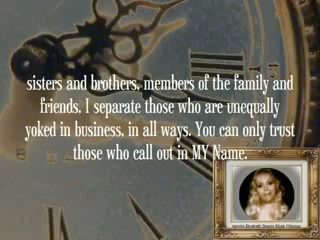 sisters and brothers, members of the family and
friends, I separate those who are unequally
yoked in business, in all ways. You can only trust
those who call out in MY Name.